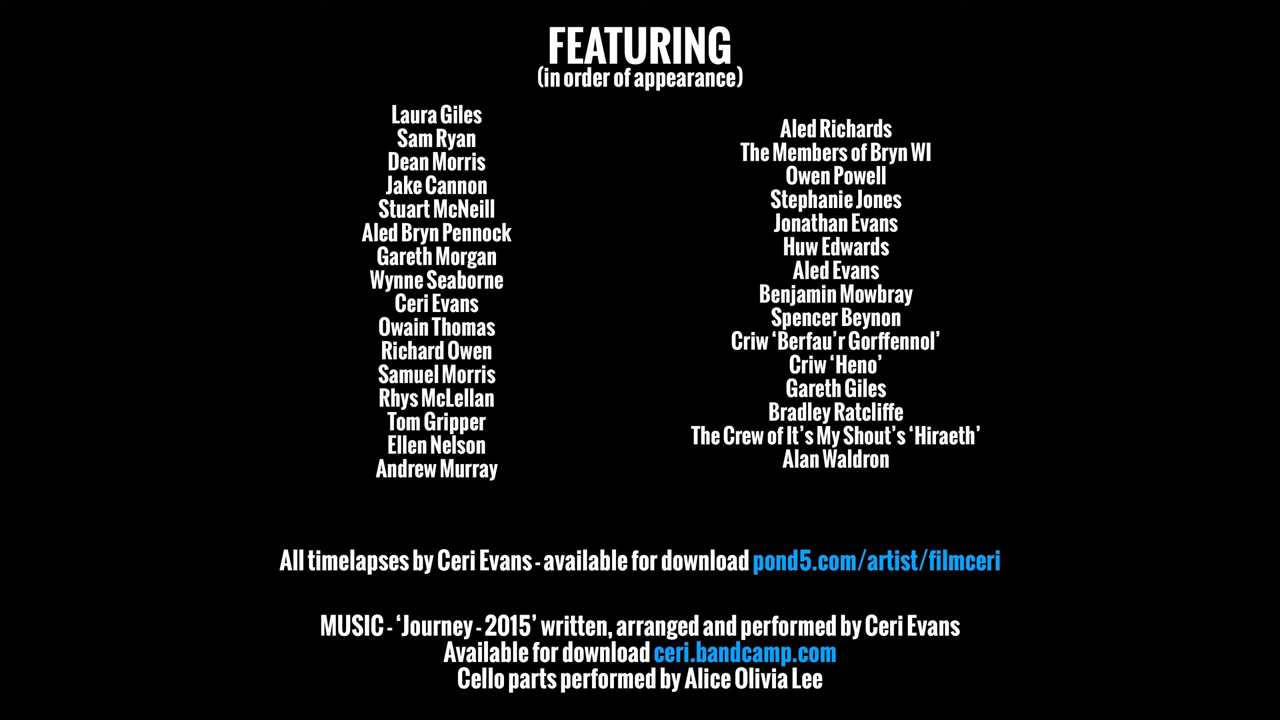 FEATURING
(in order of appearance)
Laura Giles
Sam Ryan
Dean Morris
Jake Cannon
Stuart McNeill
Aled Bryn Pennock
Gareth Morgan
Wynne Seaborne
Ceri Evans
Owain Thomas
Richard Owen
Samuel Morris
Rhys McLellan
Tom Gripper
Ellen Nelson
Andrew Murray
Aled Richards
The Members of Bryn WI
Owen Powell
Stephanie Jones
Jonathan Evans
Huw Edwards
Aled Evans
Benjamin Mowbray
Spencer Beynon
Criw ‘Berfau’r Gorffennol’
Criw ‘Heno’
Gareth Giles
Bradley Ratcliffe
The Crew of It’s My Shout’s ‘Hiraeth’
Alan Waldron
All timelapses by Ceri Evans - available for download pond5.com/artist/filmceri
MUSIC - ‘Journey - 2015’ written, arranged and performed by Ceri Evans
Available for download ceri.bandcamp.com
Cello parts performed by Alice Olivia Lee